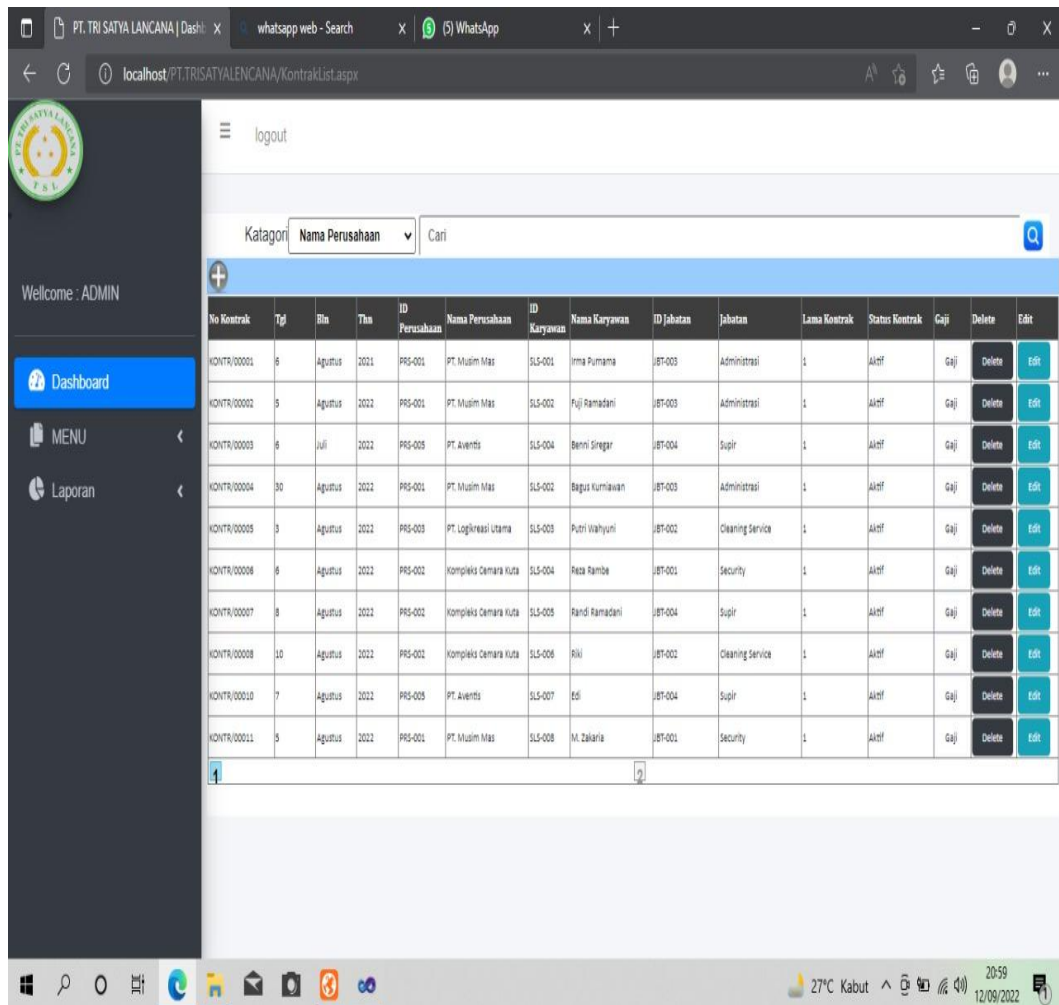 PT. TRI SATYA LANCANA | Dashb
whatsapp web - Search
(5) WhatsApp
localhost/PT.TRISATYALENCANA/KontrakList.aspx
PT. TRI SATYA LANCANA
TSL
logout
Katagori Nama Perusahaan Cari
Wellcome : ADMIN
Dashboard
MENU
Laporan
No Kontrak Tgl Bln Thn ID Perusahaan Nama Perusahaan ID Karyawan Nama Karyawan ID Jabatan Jabatan Lama Kontrak Status Kontrak Gaji Delete Edit
KONTR/00001 6 Agustus 2021 PRS-001 PT. Musim Mas SLS-001 Irma Purnama JBT-003 Administrasi 1 Aktif Gaji Delete Edit
KONTR/00002 5 Agustus 2022 PRS-001 PT. Musim Mas SLS-002 Fuji Ramadani JBT-003 Administrasi 1 Aktif Gaji Delete Edit
KONTR/00003 6 Juli 2022 PRS-005 PT. Aventis SLS-004 Benni Siregar JBT-004 Supir 1 Aktif Gaji Delete Edit
KONTR/00004 30 Agustus 2022 PRS-001 PT. Musim Mas SLS-002 Bagus Kurniawan JBT-003 Administrasi 1 Aktif Gaji Delete Edit
KONTR/00005 3 Agustus 2022 PRS-003 PT. Logikreasi Utama SLS-003 Putri Wahyuni JBT-002 Cleaning Service 1 Aktif Gaji Delete Edit
KONTR/00006 6 Agustus 2022 PRS-002 Kompleks Cemara Kuta SLS-004 Reza Rambe JBT-001 Security 1 Aktif Gaji Delete Edit
KONTR/00007 8 Agustus 2022 PRS-002 Kompleks Cemara Kuta SLS-005 Randi Ramadani JBT-004 Supir 1 Aktif Gaji Delete Edit
KONTR/00008 10 Agustus 2022 PRS-002 Kompleks Cemara Kuta SLS-006 Riki JBT-002 Cleaning Service 1 Aktif Gaji Delete Edit
KONTR/00010 7 Agustus 2022 PRS-005 PT. Aventis SLS-007 Edi JBT-004 Supir 1 Aktif Gaji Delete Edit
KONTR/00011 5 Agustus 2022 PRS-001 PT. Musim Mas SLS-008 M. Zakaria JBT-001 Security 1 Aktif Gaji Delete Edit
1 2
27°C Kabut
20:59
12/09/2022